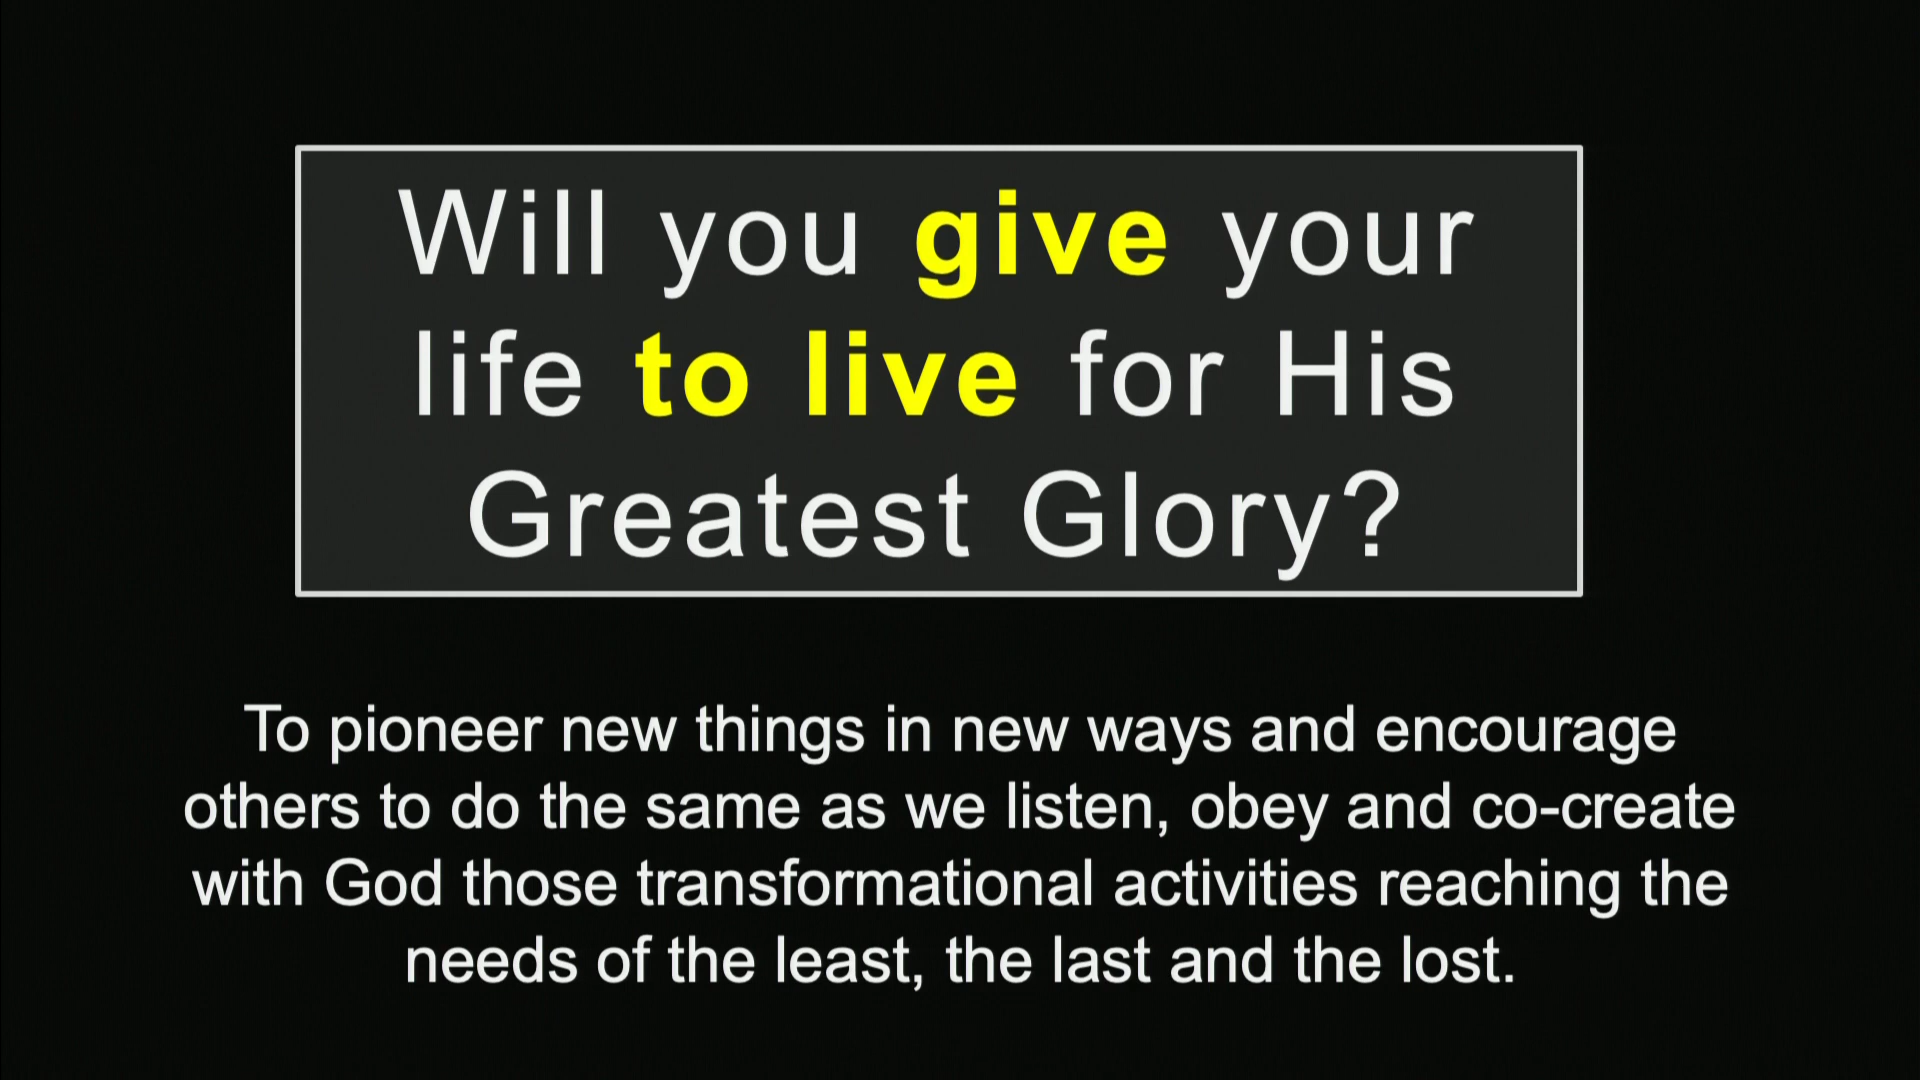 Will you give your
life to live for His
Greatest Glory?
To pioneer new things in new ways and encourage
others to do the same as we listen, obey and co-create
with God those transformational activities reaching the
needs of the least, the last and the lost.